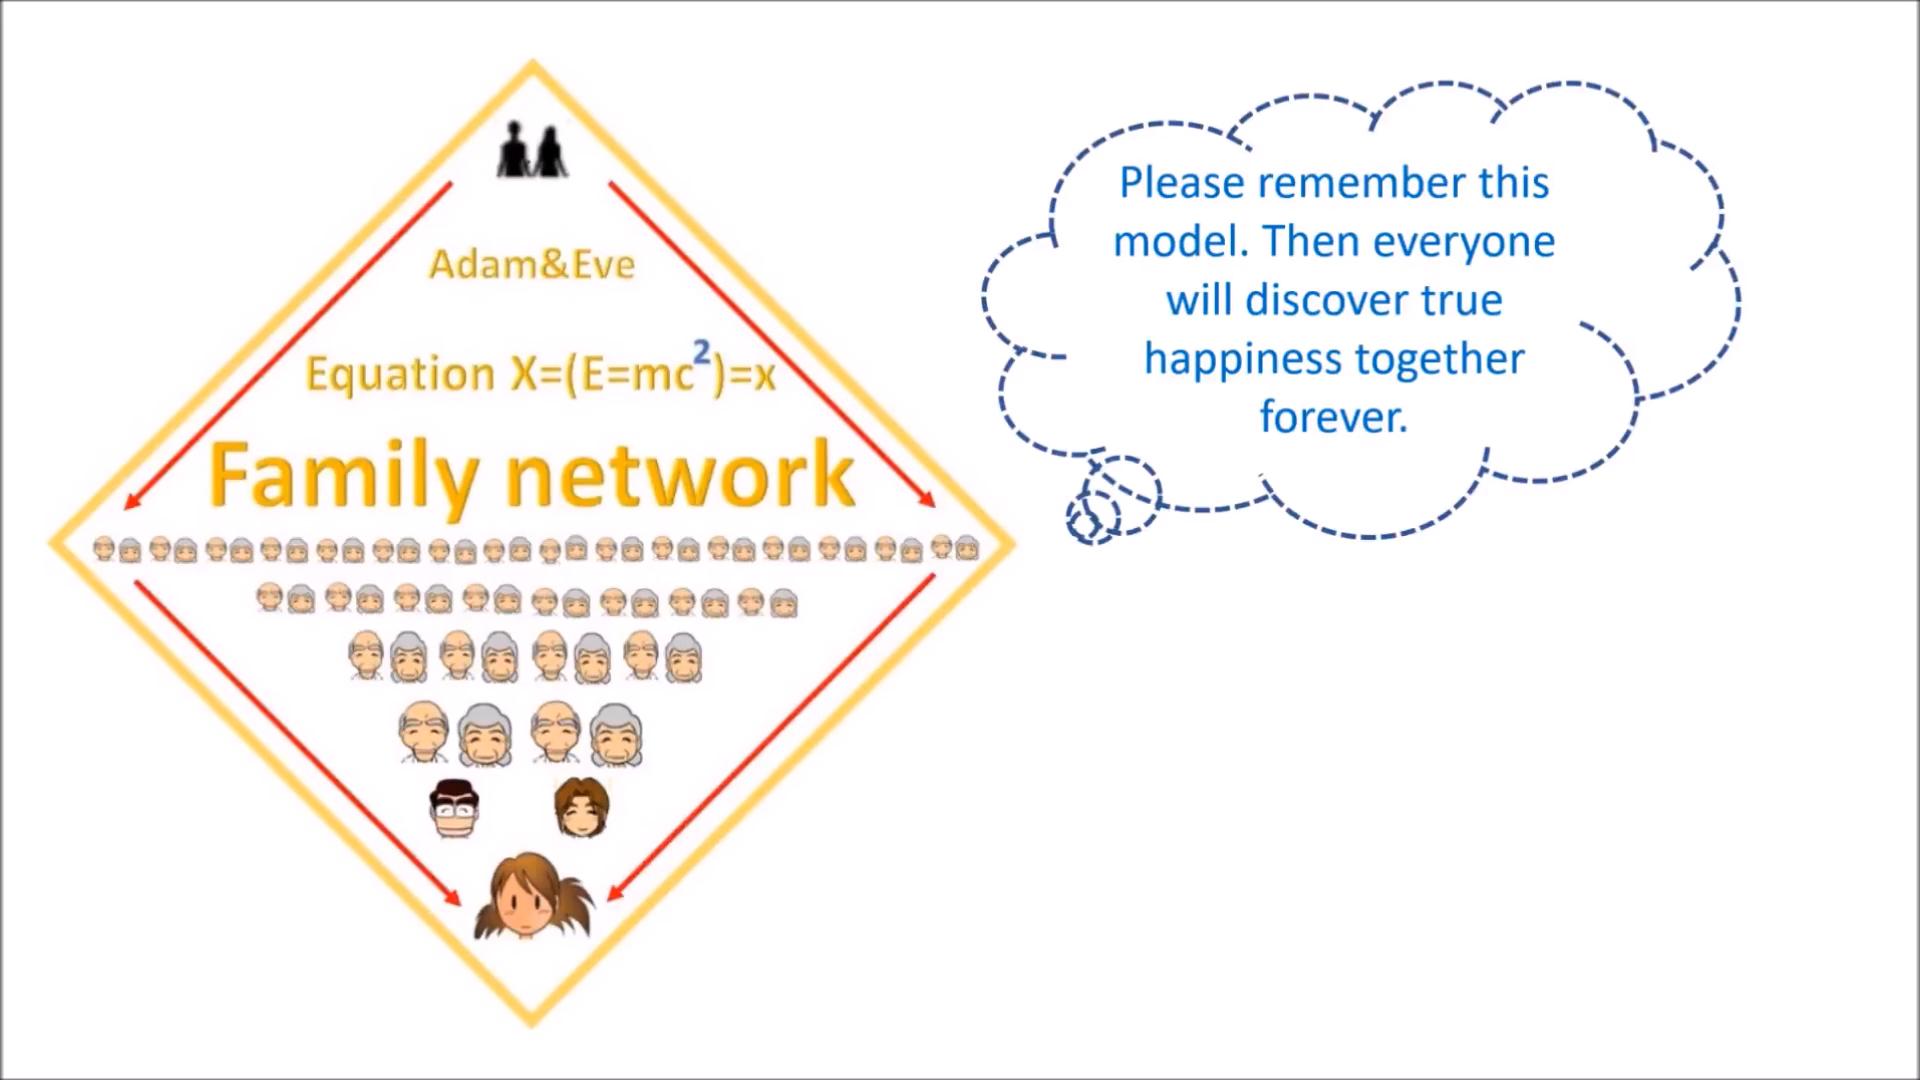 Adam&Eve
Equation X=(E=mc²)=x
Family network
Please remember this
model. Then everyone
will discover true
happiness together
forever.